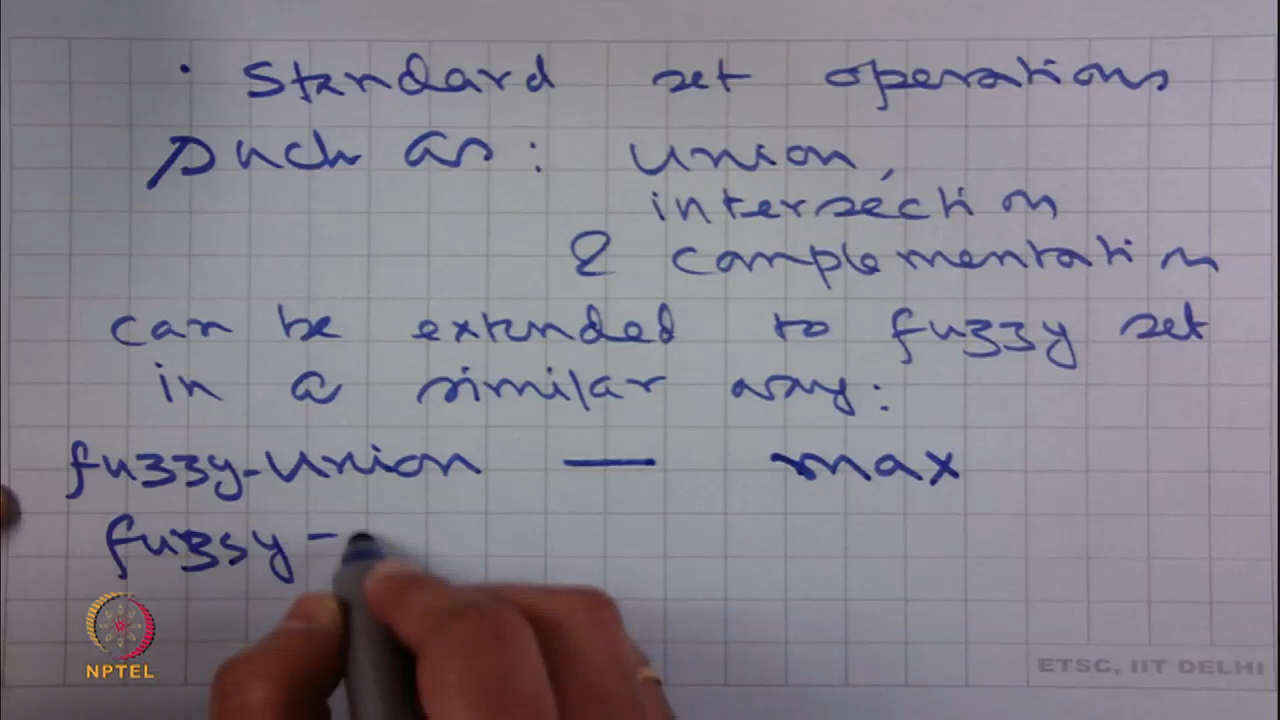 · Standard set operations
such as : union,
intersection
& complementation
can be extended to fuzzy set
in a similar way :
fuzzy-union — max
fuzzy -
NPTEL
ETSC, IIT DELHI